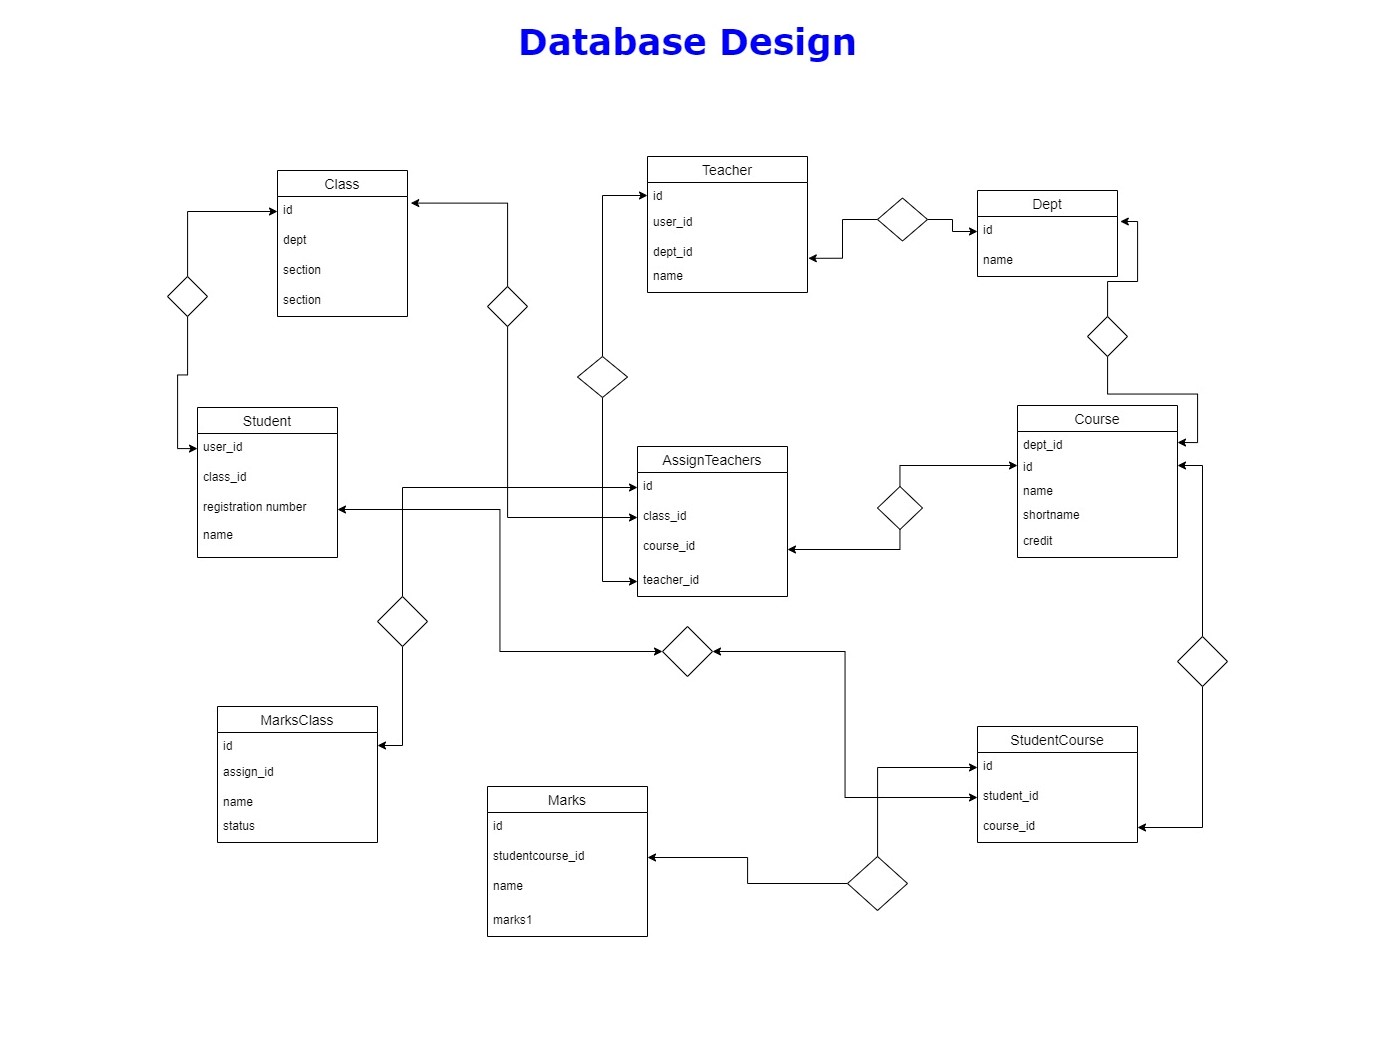 Database Design
Class
id
dept
section
section
Teacher
id
user_id
dept_id
name
Dept
id
name
Student
user_id
class_id
registration number
name
AssignTeachers
id
class_id
course_id
teacher_id
Course
dept_id
id
name
shortname
credit
MarksClass
id
assign_id
name
status
Marks
id
studentcourse_id
name
marks1
StudentCourse
id
student_id
course_id